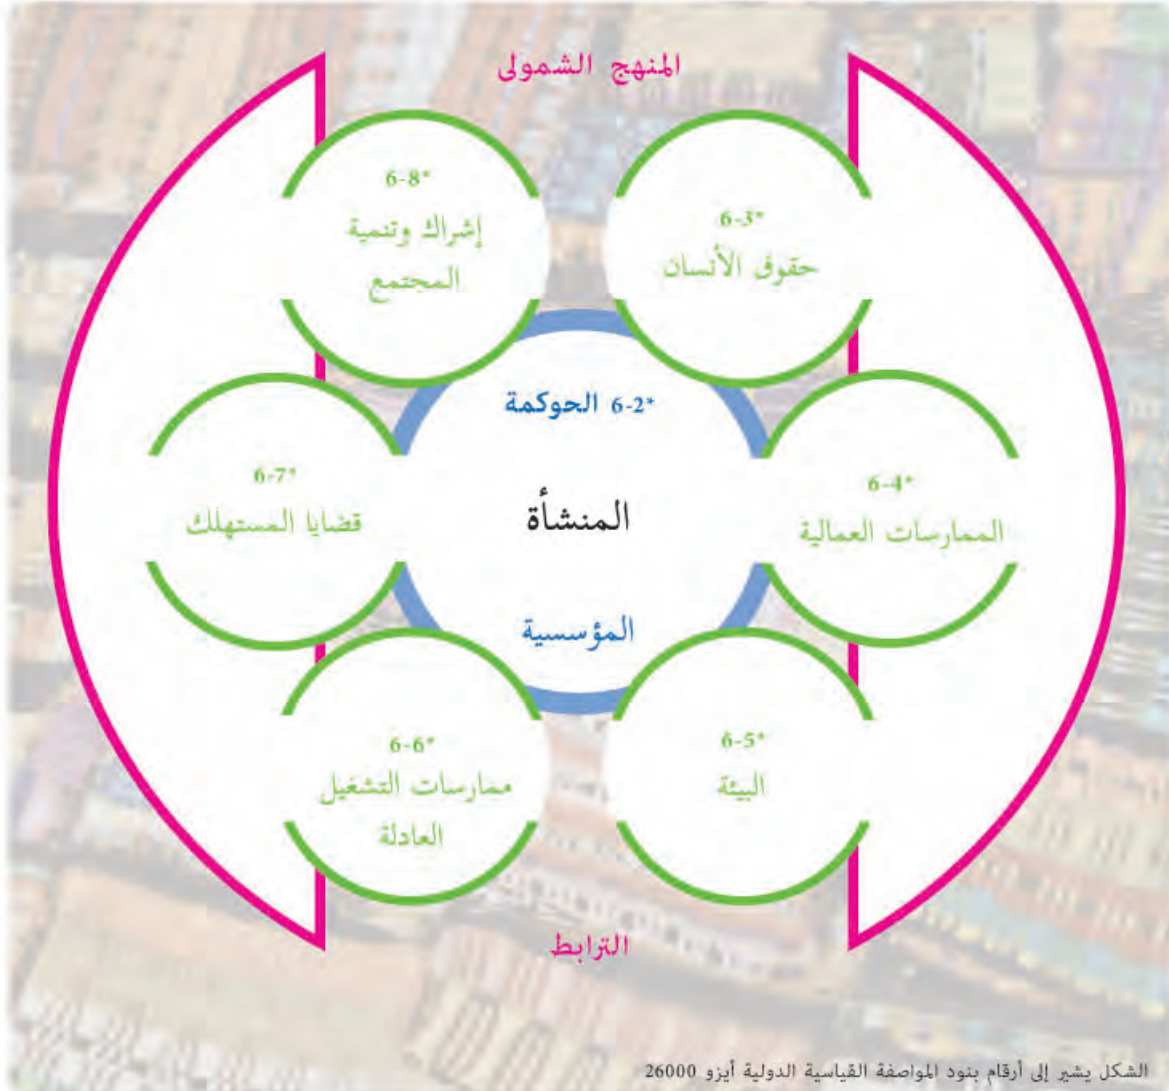 المنهج الشمولى
6-8*
إشراك وتنمية
المجتمع
6-3*
حقوق الأنسان
6-2* الحوكمة
المنشأة
المؤسسية
6-7*
قضايا المستهلك
6-4*
الممارسات العمالية
6-6*
ممارسات التشغيل
العادلة
6-5*
البيئة
الترابط
الشكل يشير إلى أرقام بنود المواصفة القياسية الدولية أيزو 26000